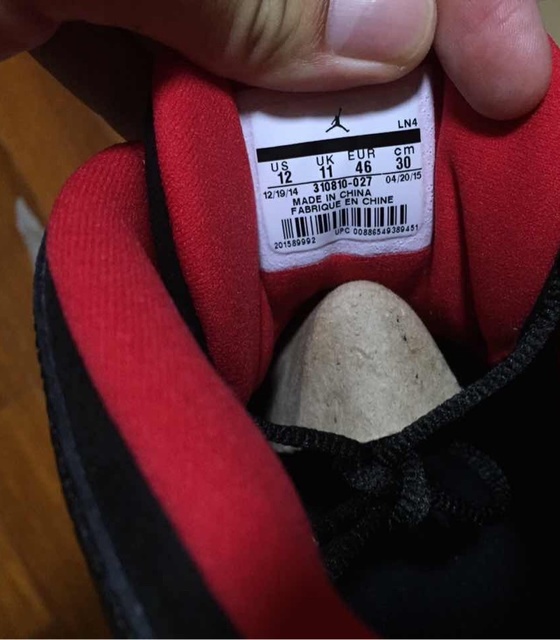 LN4
US UK EUR cm
12 11 46 30
12/19/14 310810-027 04/20/15
MADE IN CHINA
FABRIQUE EN CHINE
201589992 UPC 00886549389451